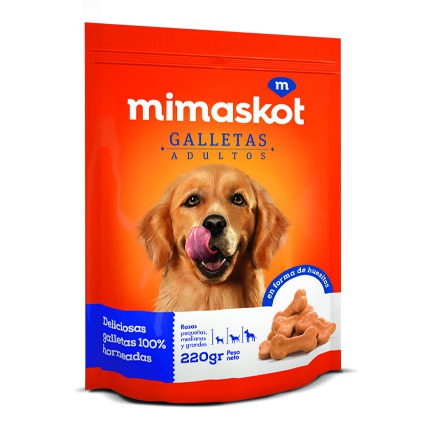 m
mimaskot
GALLETAS
ADULTOS
en forma de huesitos
Deliciosas
galletas 100%
horneadas
Razas
pequeñas,
medianas
y grandes
220gr Peso
neto